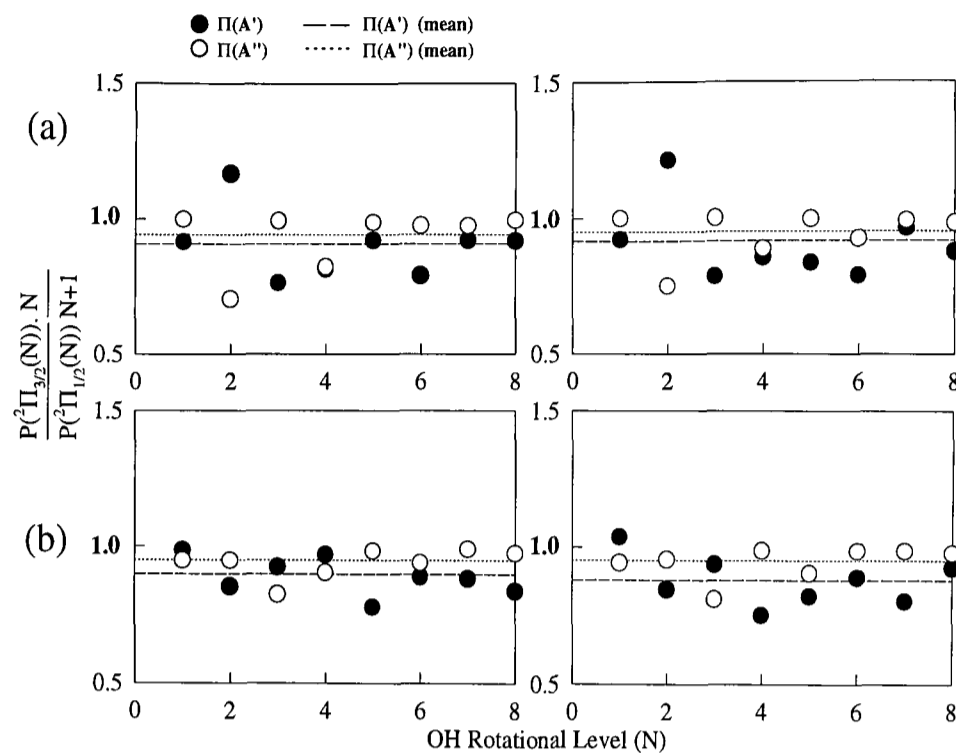 Π(A') Π(A') (mean)
Π(A'') Π(A'') (mean)
(a)
1.5 1.5
1.0 1.0
0.5 0.5
0 2 4 6 8 0 2 4 6 8
P(²Π3/2(N)). N
P(²Π1/2(N)) N+1
(b)
1.5 1.5
1.0 1.0
0.5 0.5
0 2 4 6 8 0 2 4 6 8
OH Rotational Level (N)